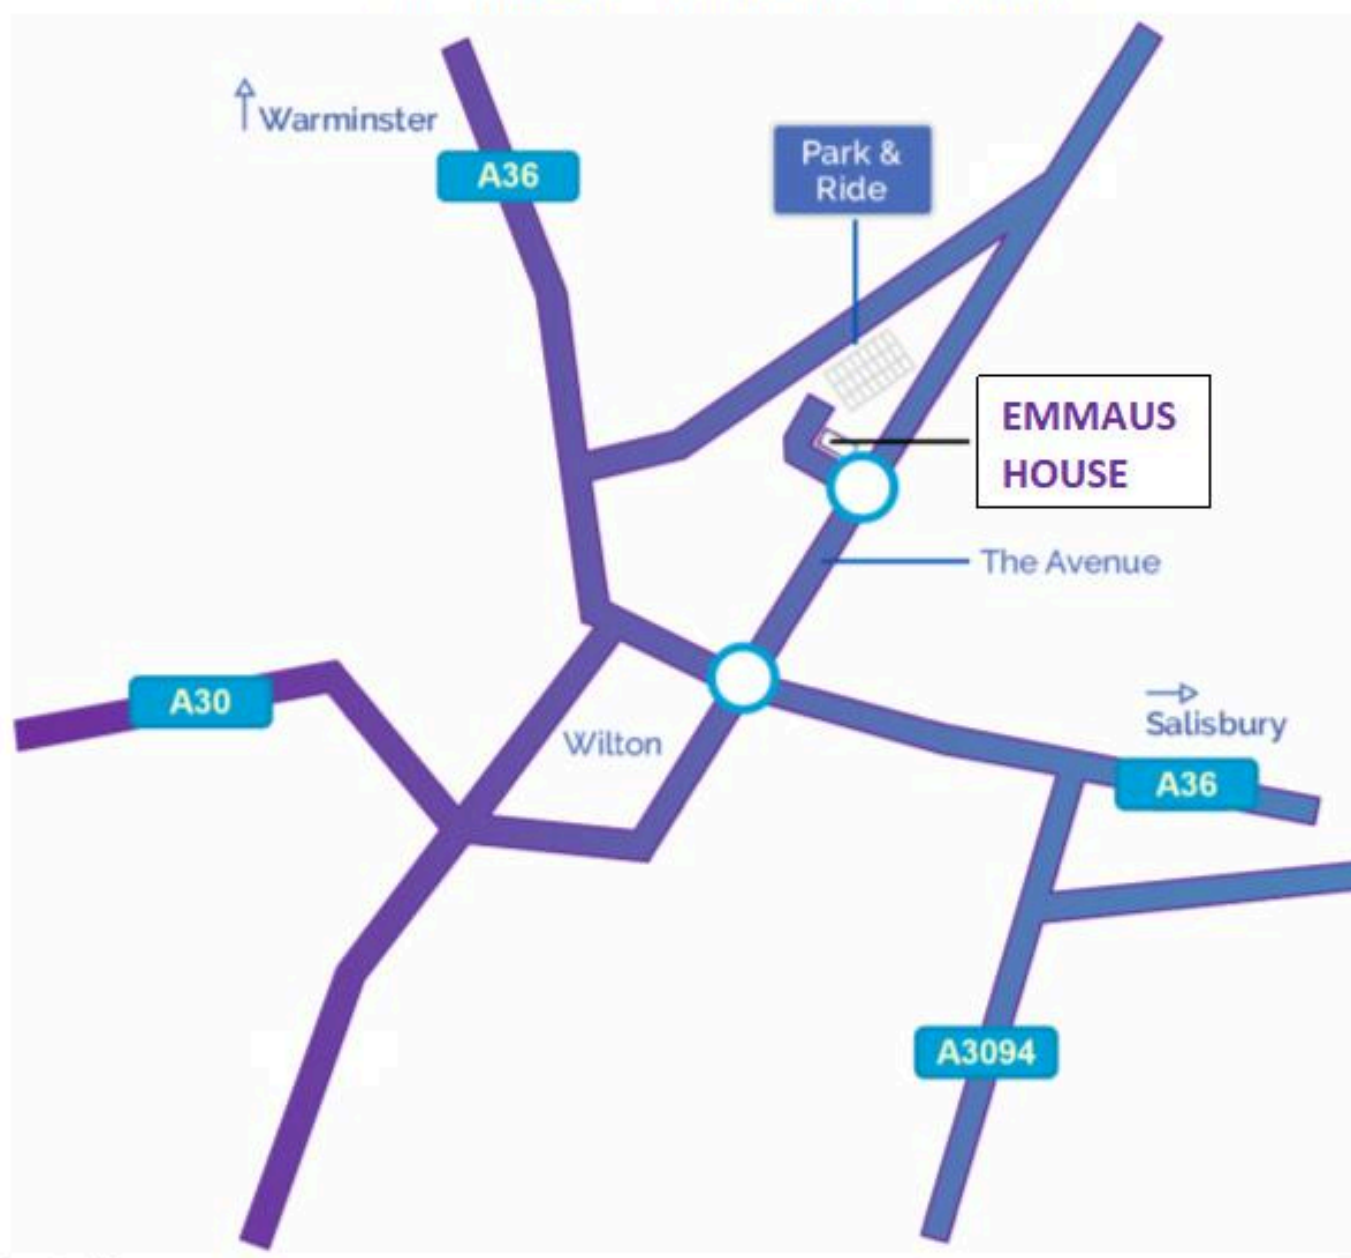 Warminster
A36
Park &
Ride
EMMAUS
HOUSE
The Avenue
A30
Wilton
Salisbury
A36
A3094